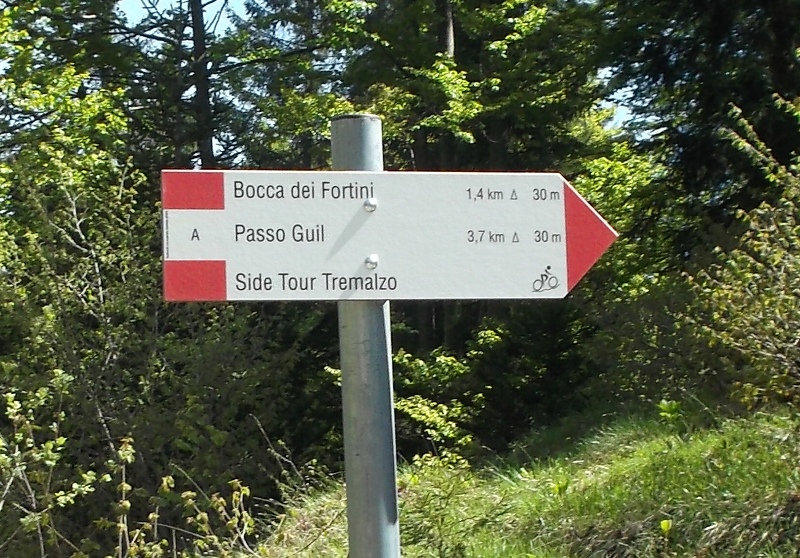 Bocca dei Fortini 1,4 km Δ 30 m
A Passo Guil 3,7 km Δ 30 m
Side Tour Tremalzo